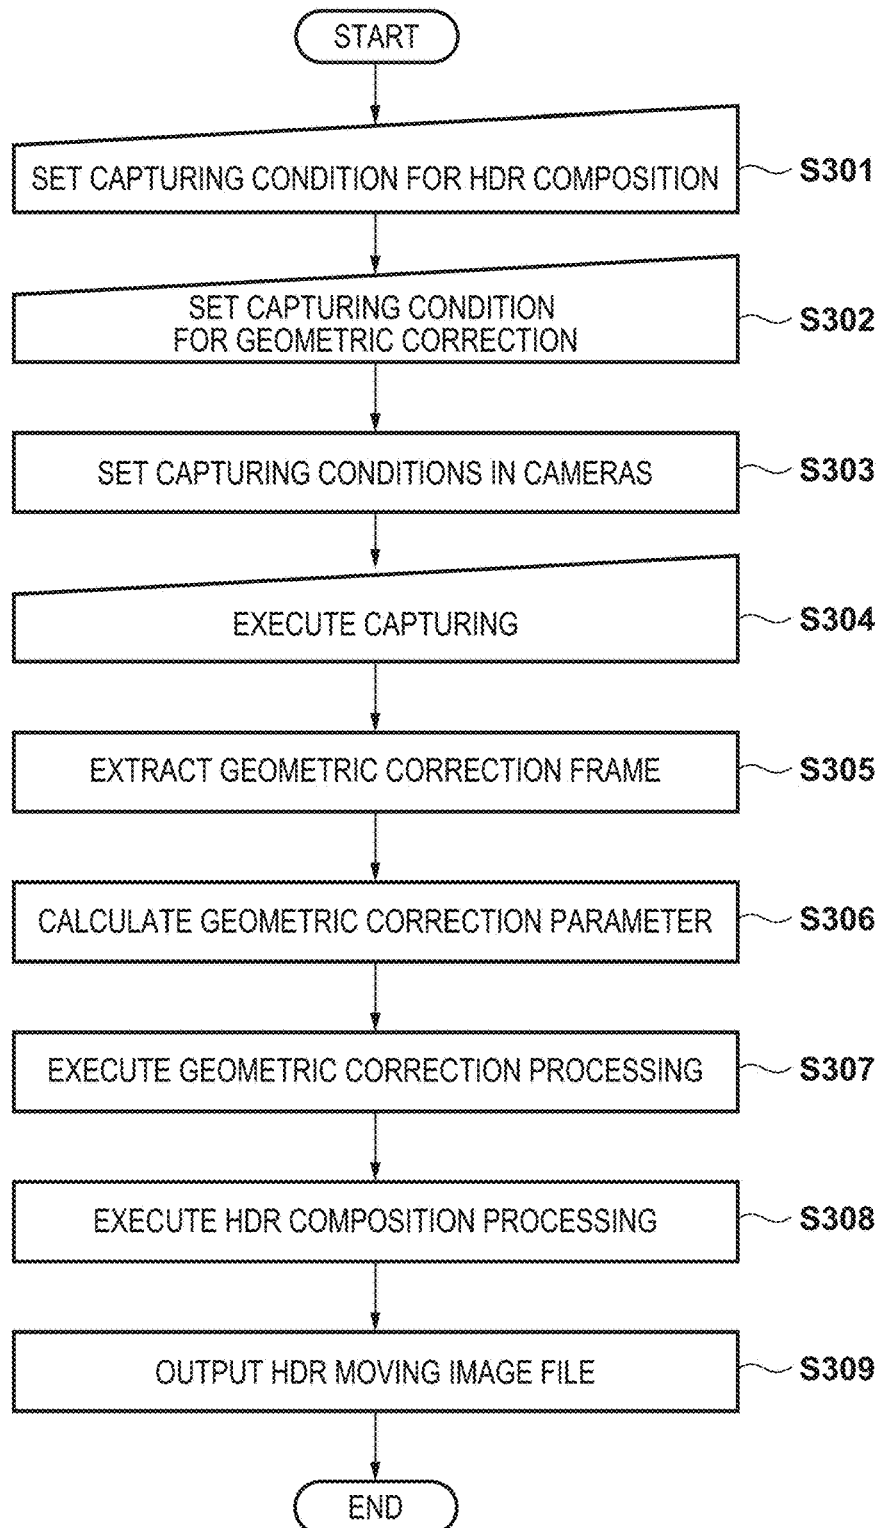 START
SET CAPTURING CONDITION FOR HDR COMPOSITION
S301
SET CAPTURING CONDITION
FOR GEOMETRIC CORRECTION
S302
SET CAPTURING CONDITIONS IN CAMERAS
S303
EXECUTE CAPTURING
S304
EXTRACT GEOMETRIC CORRECTION FRAME
S305
CALCULATE GEOMETRIC CORRECTION PARAMETER
S306
EXECUTE GEOMETRIC CORRECTION PROCESSING
S307
EXECUTE HDR COMPOSITION PROCESSING
S308
OUTPUT HDR MOVING IMAGE FILE
S309
END